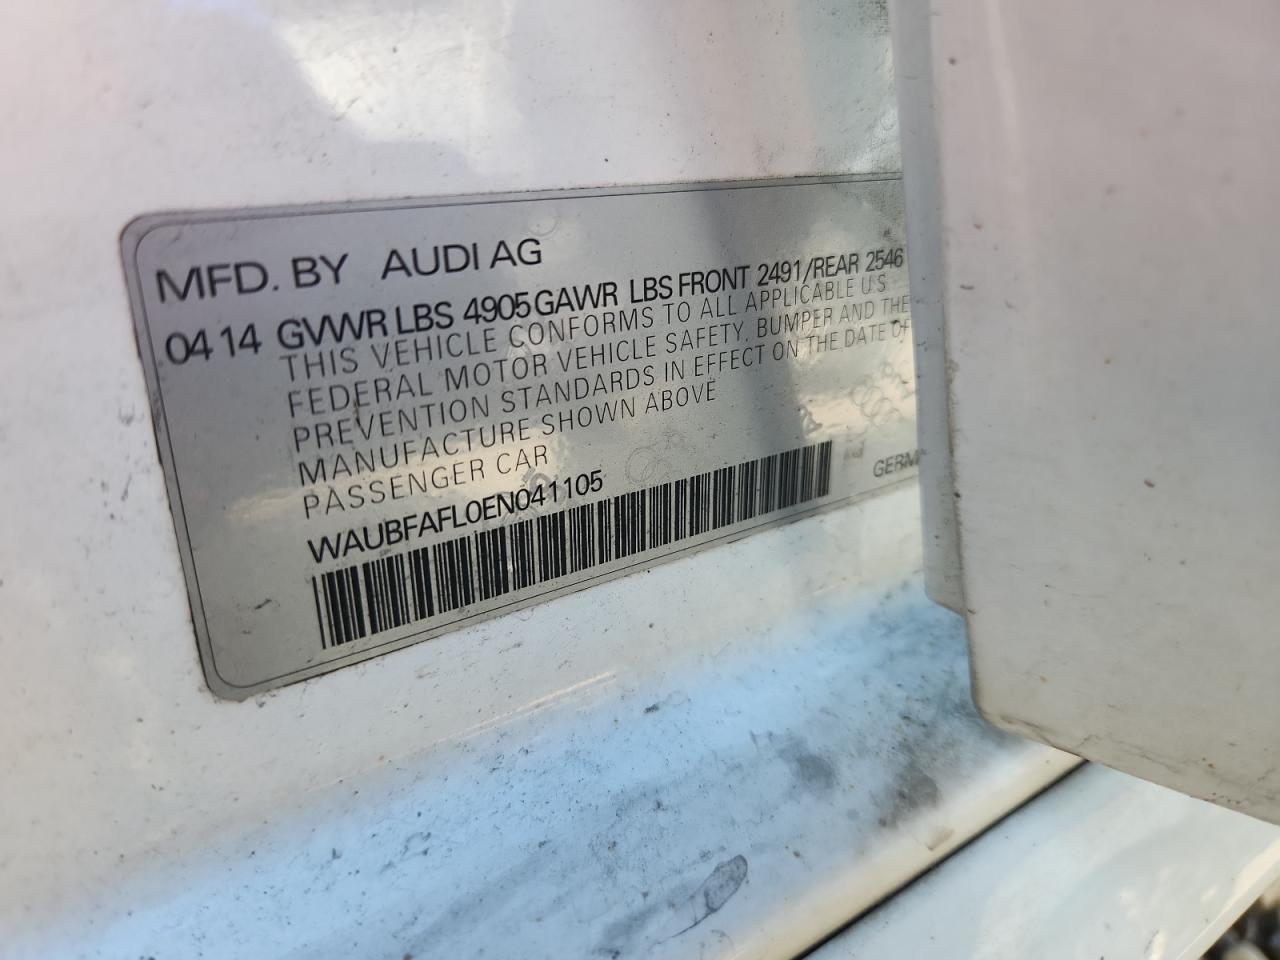 MFD. BY AUDI AG
04 14 GVWR LBS 4905 GAWR LBS FRONT 2491/REAR 2546
THIS VEHICLE CONFORMS TO ALL APPLICABLE U.S
FEDERAL MOTOR VEHICLE SAFETY, BUMPER AND THE
PREVENTION STANDARDS IN EFFECT ON THE DATE OF
MANUFACTURE SHOWN ABOVE
PASSENGER CAR
GERM
WAUBFAFL0EN041105